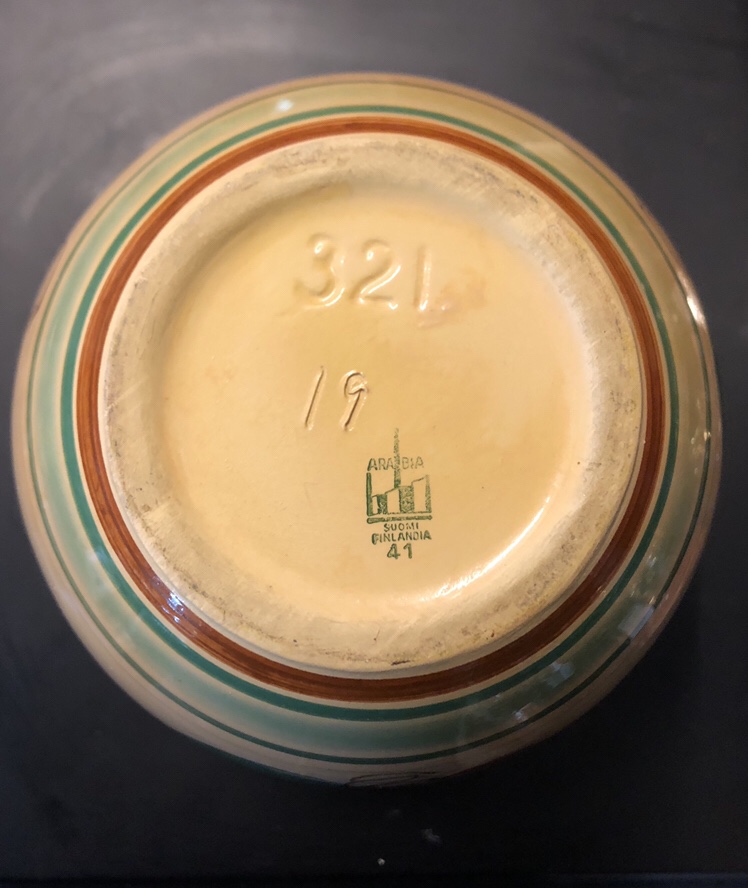 321
19
ARABIA
SUOMI
FINLANDIA
41